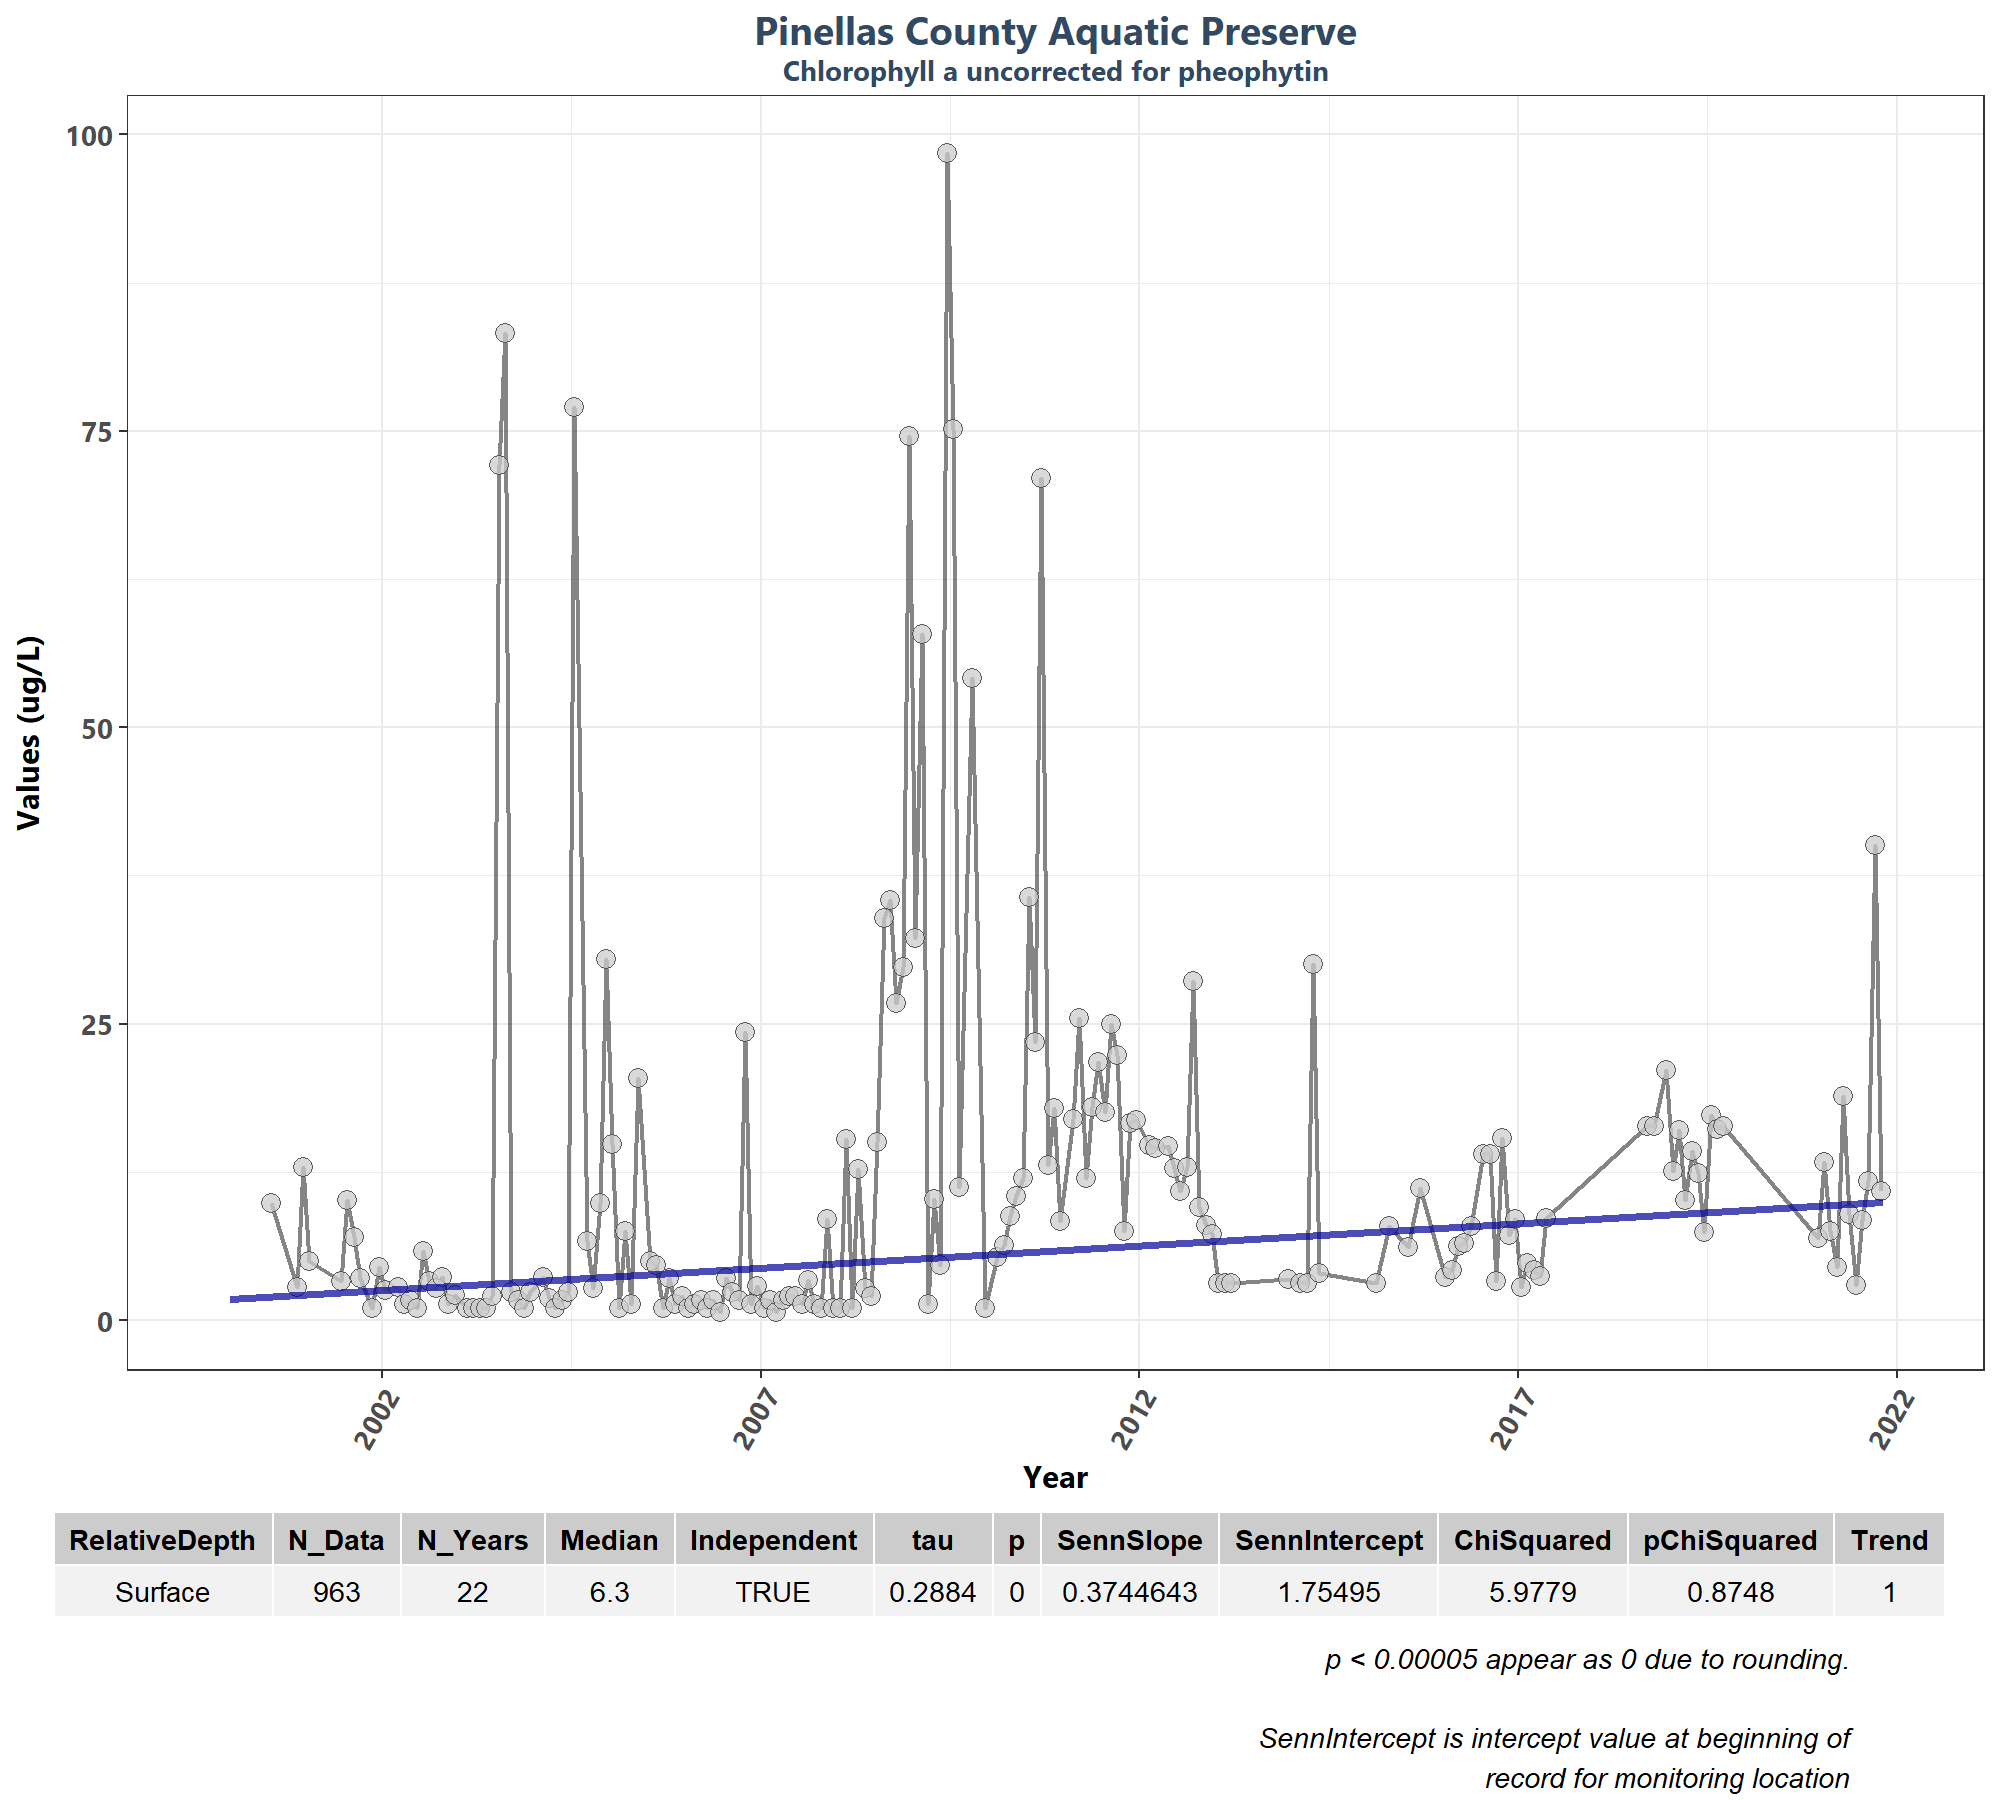 Pinellas County Aquatic Preserve
Chlorophyll a uncorrected for pheophytin
Values (ug/L)
100
75
50
25
0
2002 2007 2012 2017 2022
Year
RelativeDepth N_Data N_Years Median Independent tau p SennSlope SennIntercept ChiSquared pChiSquared Trend
Surface 963 22 6.3 TRUE 0.2884 0 0.3744643 1.75495 5.9779 0.8748 1
p < 0.00005 appear as 0 due to rounding.
SennIntercept is intercept value at beginning of
record for monitoring location